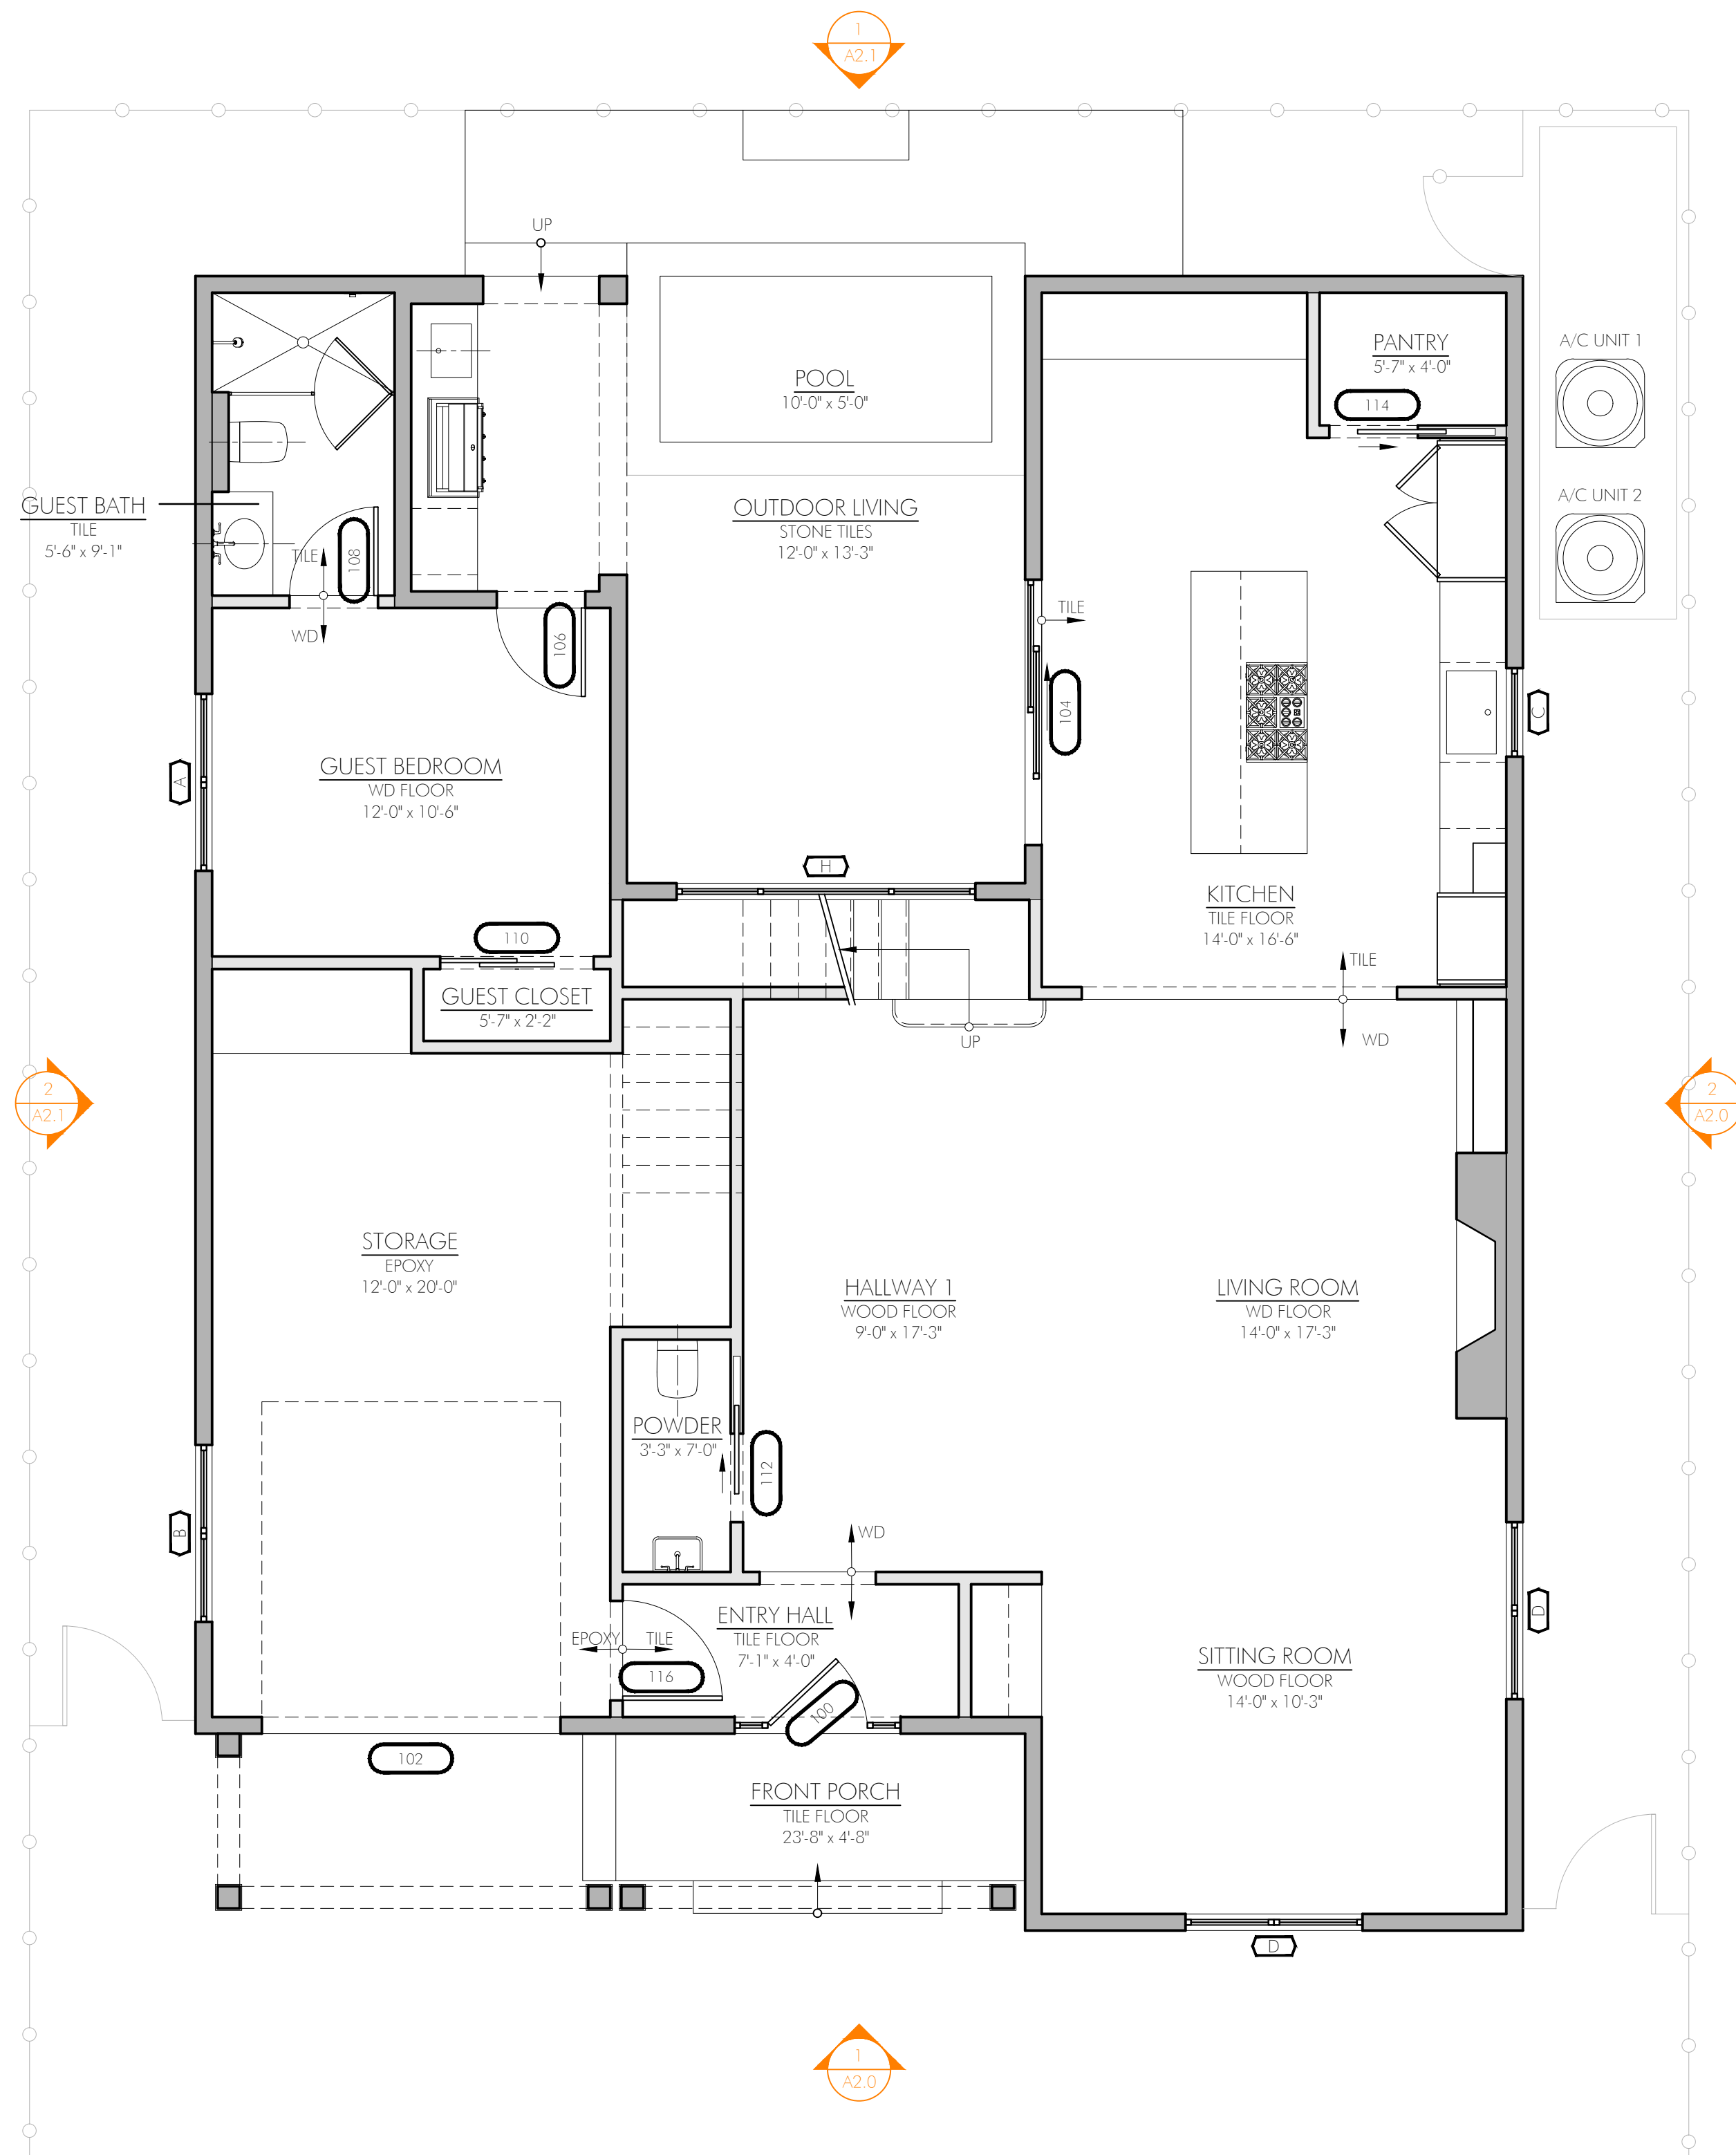 1
A2.1
UP
PANTRY
5'-7" x 4'-0"
114
A/C UNIT 1
POOL
10'-0" x 5'-0"
A/C UNIT 2
GUEST BATH
TILE
5'-6" x 9'-1"
OUTDOOR LIVING
STONE TILES
12'-0" x 13'-3"
TILE
108
WD
106
TILE
104
C
GUEST BEDROOM
WD FLOOR
12'-0" x 10'-6"
A
H
KITCHEN
TILE FLOOR
14'-0" x 16'-6"
110
TILE
GUEST CLOSET
5'-7" x 2'-2"
UP
WD
2
A2.1
2
A2.0
STORAGE
EPOXY
12'-0" x 20'-0"
HALLWAY 1
WOOD FLOOR
9'-0" x 17'-3"
LIVING ROOM
WD FLOOR
14'-0" x 17'-3"
POWDER
3'-3" x 7'-0"
112
B
WD
D
ENTRY HALL
TILE FLOOR
7'-1" x 4'-0"
EPOXY
TILE
116
SITTING ROOM
WOOD FLOOR
14'-0" x 10'-3"
100
102
FRONT PORCH
TILE FLOOR
23'-8" x 4'-8"
D
1
A2.0